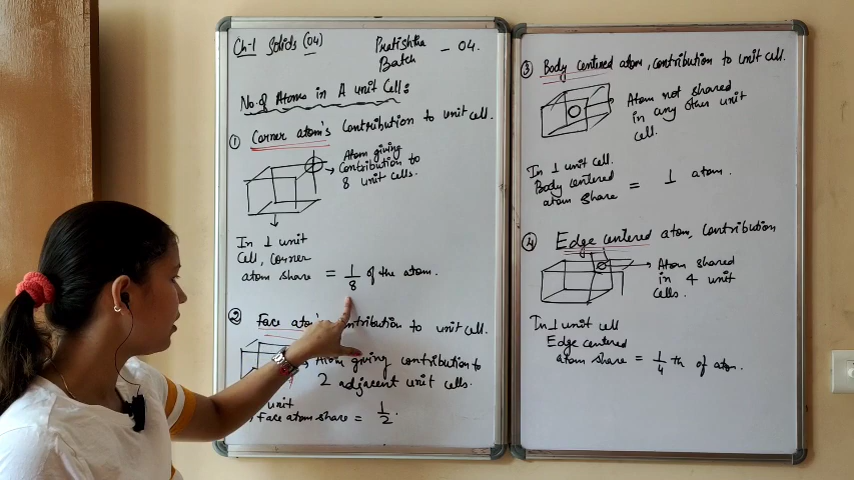 Ch-1 Solids (04)
Pratishtha
Batch - 04.
No. of Atoms in A unit Cell:
① Corner atom's Contribution to unit cell.
Atom giving
Contribution to
8 unit cells.
In 1 unit
Cell, Corner
atom share = 1/8 of the atom.
② Face contribution to unit cell.
Atom giving contribution to
2 adjacent unit cells.
unit
Face atom share = 1/2.
③ Body centered atom, contribution to unit cell.
Atom not shared
in any other unit
cell.
In 1 unit cell.
Body centered
atom share = 1 atom.
④ Edge centered atom, Contribution
Atom shared
in 4 unit
cells.
In 1 unit cell
Edge centered
atom share = 1/4 th of atom.